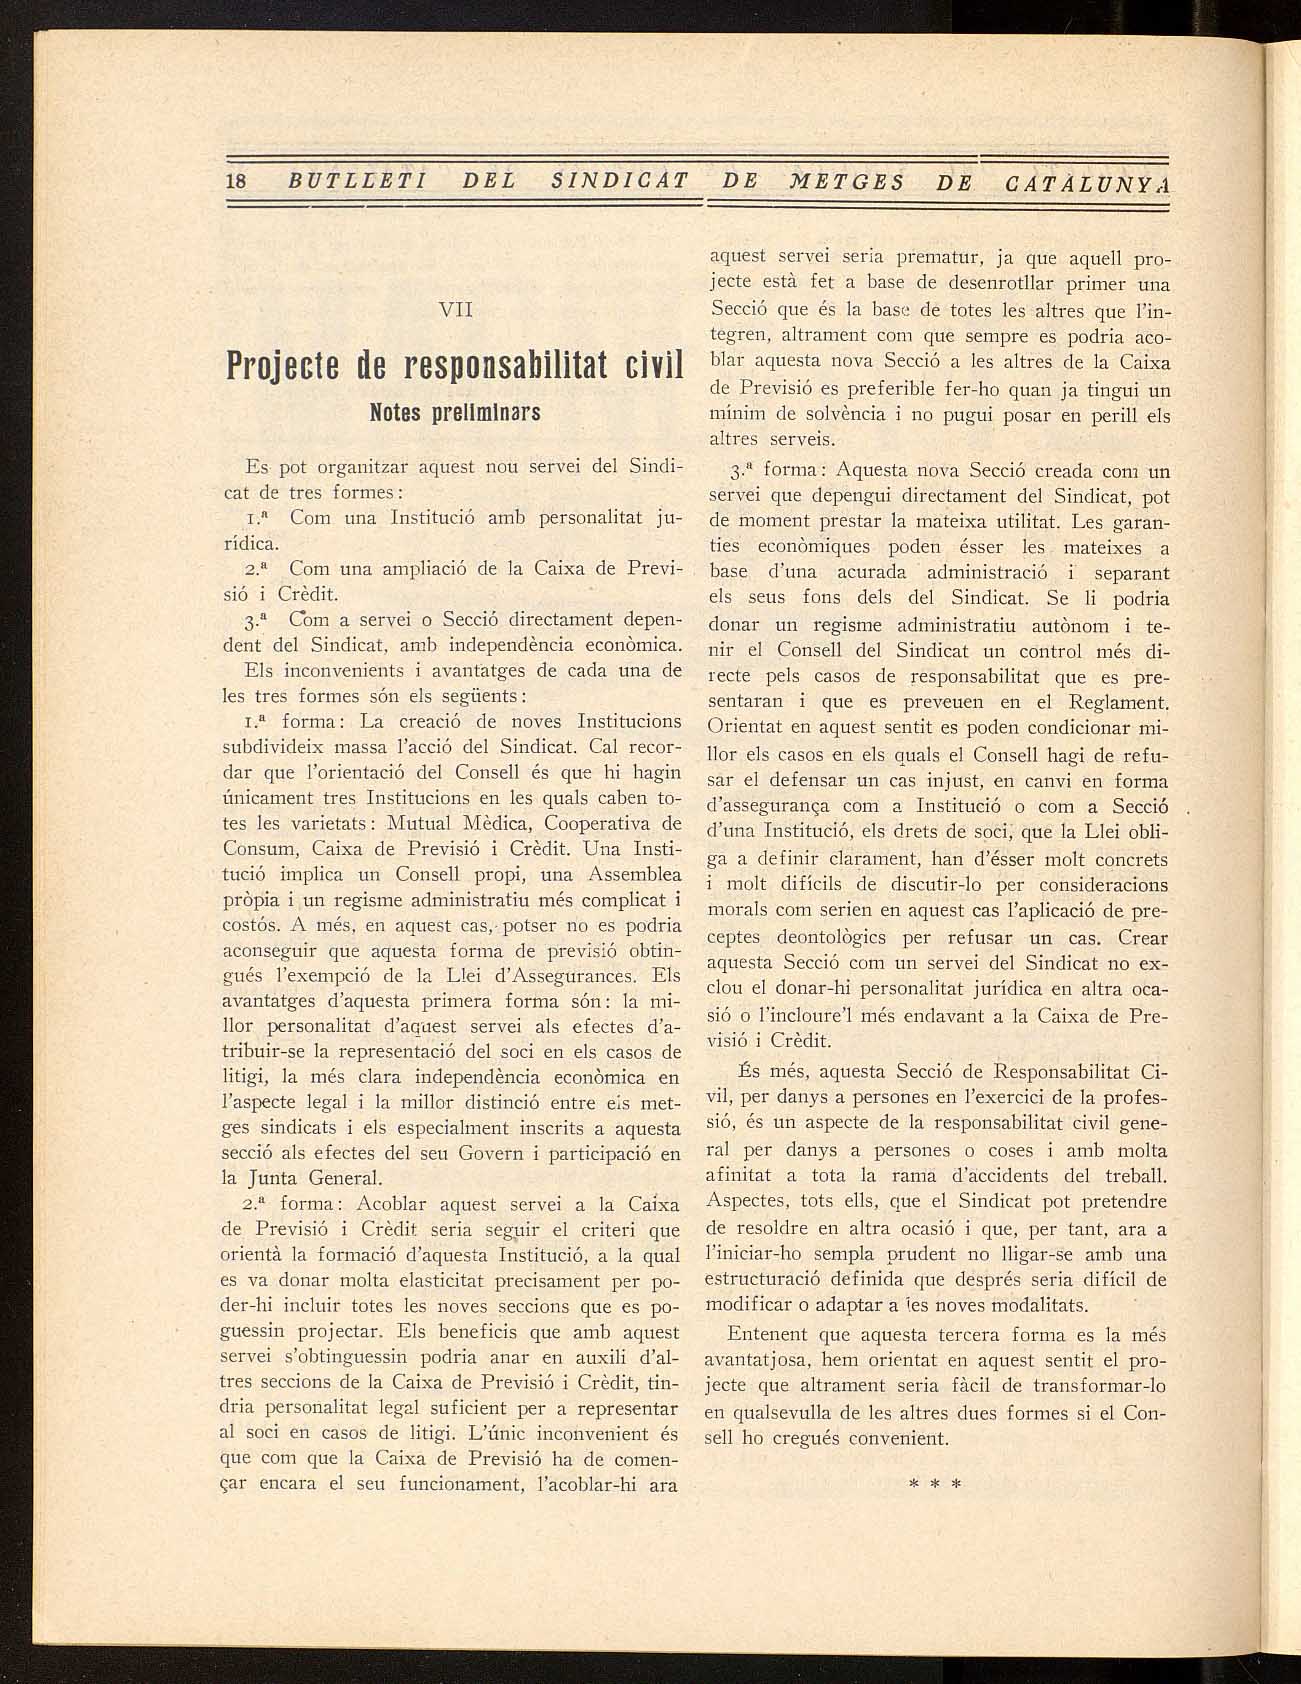 18 BUTLLETI DEL SINDICAT DE METGES DE CATALUNYA
VII
Projecte de responsabilitat civil
Notes preliminars
Es pot organitzar aquest nou servei del Sindi-
cat de tres formes:
1.ª Com una Institució amb personalitat ju-
rídica.
2.ª Com una ampliació de la Caixa de Previ-
sió i Crèdit.
3.ª Com a servei o Secció directament depen-
dent del Sindicat, amb independència econòmica.
Els inconvenients i avantatges de cada una de
les tres formes són els següents:
1.ª forma: La creació de noves Institucions
subdivideix massa l'acció del Sindicat. Cal recor-
dar que l'orientació del Consell és que hi hagin
únicament tres Institucions en les quals caben to-
tes les varietats: Mutual Mèdica, Cooperativa de
Consum, Caixa de Previsió i Crèdit. Una Insti-
tució implica un Consell propi, una Assemblea
pròpia i un regisme administratiu més complicat i
costós. A més, en aquest cas, potser no es podria
aconseguir que aquesta forma de previsió obtin-
gués l'exempció de la Llei d'Assegurances. Els
avantatges d'aquesta primera forma són: la mi-
llor personalitat d'aquest servei als efectes d'a-
tribuir-se la representació del soci en els casos de
litigi, la més clara independència econòmica en
l'aspecte legal i la millor distinció entre els met-
ges sindicats i els especialment inscrits a aquesta
secció als efectes del seu Govern i participació en
la Junta General.
2.ª forma: Acoblar aquest servei a la Caixa
de Previsió i Crèdit seria seguir el criteri que
orientà la formació d'aquesta Institució, a la qual
es va donar molta elasticitat precisament per po-
der-hi incluir totes les noves seccions que es po-
guessin projectar. Els beneficis que amb aquest
servei s'obtinguessin podria anar en auxili d'al-
tres seccions de la Caixa de Previsió i Crèdit, tin-
dria personalitat legal suficient per a representar
al soci en casos de litigi. L'únic inconvenient és
que com que la Caixa de Previsió ha de comen-
çar encara el seu funcionament, l'acoblar-hi ara
aquest servei seria prematur, ja que aquell pro-
jecte està fet a base de desenrotllar primer una
Secció que és la base de totes les altres que l'in-
tegren, altrament com que sempre es podria aco-
blar aquesta nova Secció a les altres de la Caixa
de Previsió es preferible fer-ho quan ja tingui un
mínim de solvència i no pugui posar en perill els
altres serveis.
3.ª forma: Aquesta nova Secció creada com un
servei que depengui directament del Sindicat, pot
de moment prestar la mateixa utilitat. Les garan-
ties econòmiques poden ésser les mateixes a
base d'una acurada administració i separant
els seus fons dels del Sindicat. Se li podria
donar un regisme administratiu autònom i te-
nir el Consell del Sindicat un control més di-
recte pels casos de responsabilitat que es pre-
sentaran i que es preveuen en el Reglament.
Orientat en aquest sentit es poden condicionar mi-
llor els casos en els quals el Consell hagi de refu-
sar el defensar un cas injust, en canvi en forma
d'assegurança com a Institució o com a Secció
d'una Institució, els drets de soci, que la Llei obli-
ga a definir clarament, han d'ésser molt concrets
i molt difícils de discutir-lo per consideracions
morals com serien en aquest cas l'aplicació de pre-
ceptes deontològics per refusar un cas. Crear
aquesta Secció com un servei del Sindicat no ex-
clou el donar-hi personalitat jurídica en altra oca-
sió o l'incloure'l més endavant a la Caixa de Pre-
visió i Crèdit.
És més, aquesta Secció de Responsabilitat Ci-
vil, per danys a persones en l'exercici de la profes-
sió, és un aspecte de la responsabilitat civil gene-
ral per danys a persones o coses i amb molta
afinitat a tota la rama d'accidents del treball.
Aspectes, tots ells, que el Sindicat pot pretendre
de resoldre en altra ocasió i que, per tant, ara a
l'iniciar-ho sempla prudent no lligar-se amb una
estructuració definida que després seria difícil de
modificar o adaptar a les noves modalitats.
Entenent que aquesta tercera forma es la més
avantatjosa, hem orientat en aquest sentit el pro-
jecte que altrament seria fàcil de transformar-lo
en qualsevulla de les altres dues formes si el Con-
sell ho cregués convenient.
* * *